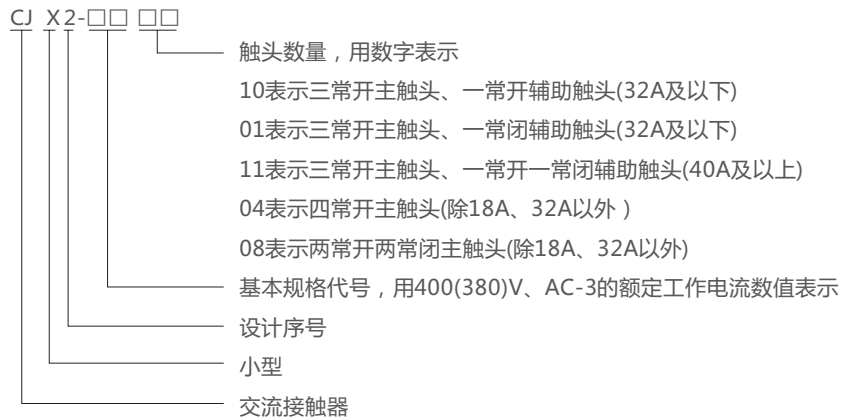 CJ X2-□□ □□
触头数量，用数字表示
10表示三常开主触头、一常开辅助触头(32A及以下)
01表示三常开主触头、一常闭辅助触头(32A及以下)
11表示三常开主触头、一常开一常闭辅助触头(40A及以上)
04表示四常开主触头(除18A、32A以外）
08表示两常开两常闭主触头(除18A、32A以外)
基本规格代号，用400(380)V、AC-3的额定工作电流数值表示
设计序号
小型
交流接触器